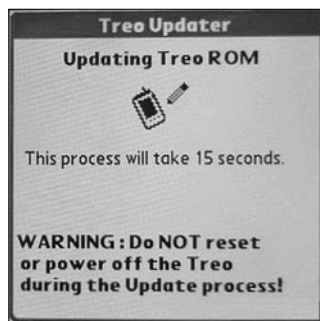 Treo Updater
Updating Treo ROM
This process will take 15 seconds.
WARNING : Do NOT reset
or power off the Treo
during the Update process!